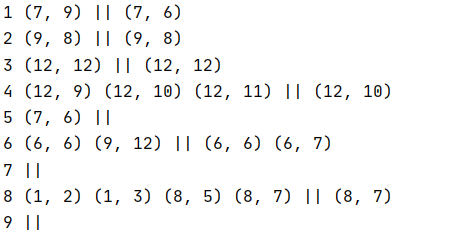 1 (7, 9) || (7, 6)
2 (9, 8) || (9, 8)
3 (12, 12) || (12, 12)
4 (12, 9) (12, 10) (12, 11) || (12, 10)
5 (7, 6) ||
6 (6, 6) (9, 12) || (6, 6) (6, 7)
7 ||
8 (1, 2) (1, 3) (8, 5) (8, 7) || (8, 7)
9 ||